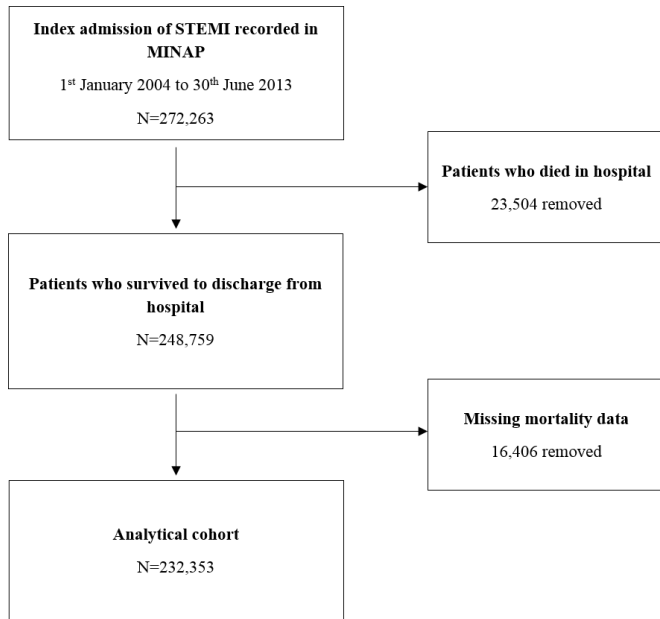 Index admission of STEMI recorded in
MINAP
1st January 2004 to 30th June 2013
N=272,263
Patients who died in hospital
23,504 removed
Patients who survived to discharge from
hospital
N=248,759
Missing mortality data
16,406 removed
Analytical cohort
N=232,353